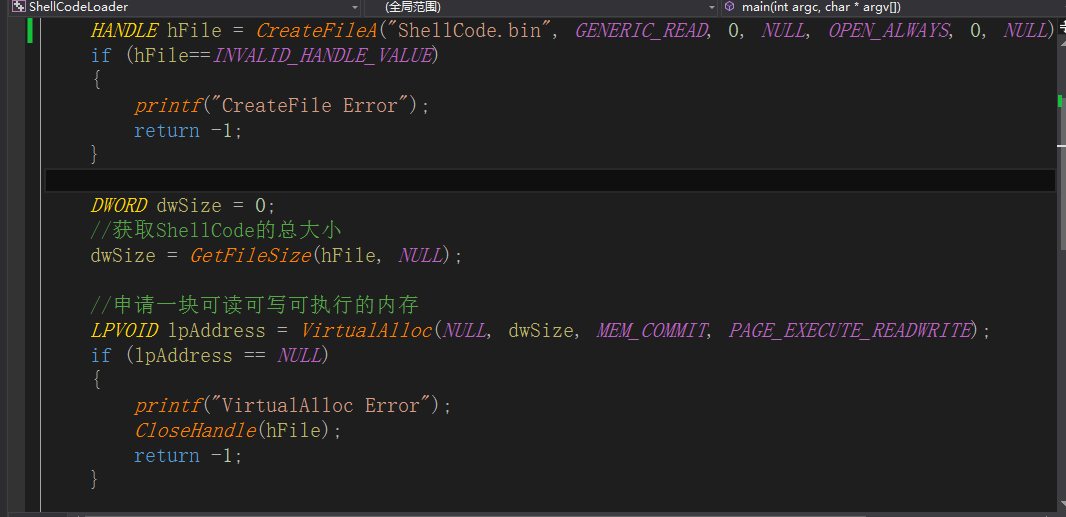 ShellCodeLoader (全局范围) main(int argc, char * argv[])
HANDLE hFile = CreateFileA("ShellCode.bin", GENERIC_READ, 0, NULL, OPEN_ALWAYS, 0, NULL)
if (hFile==INVALID_HANDLE_VALUE)
{
printf("CreateFile Error");
return -1;
}
DWORD dwSize = 0;
//获取ShellCode的总大小
dwSize = GetFileSize(hFile, NULL);
//申请一块可读可写可执行的内存
LPVOID lpAddress = VirtualAlloc(NULL, dwSize, MEM_COMMIT, PAGE_EXECUTE_READWRITE);
if (lpAddress == NULL)
{
printf("VirtualAlloc Error");
CloseHandle(hFile);
return -1;
}